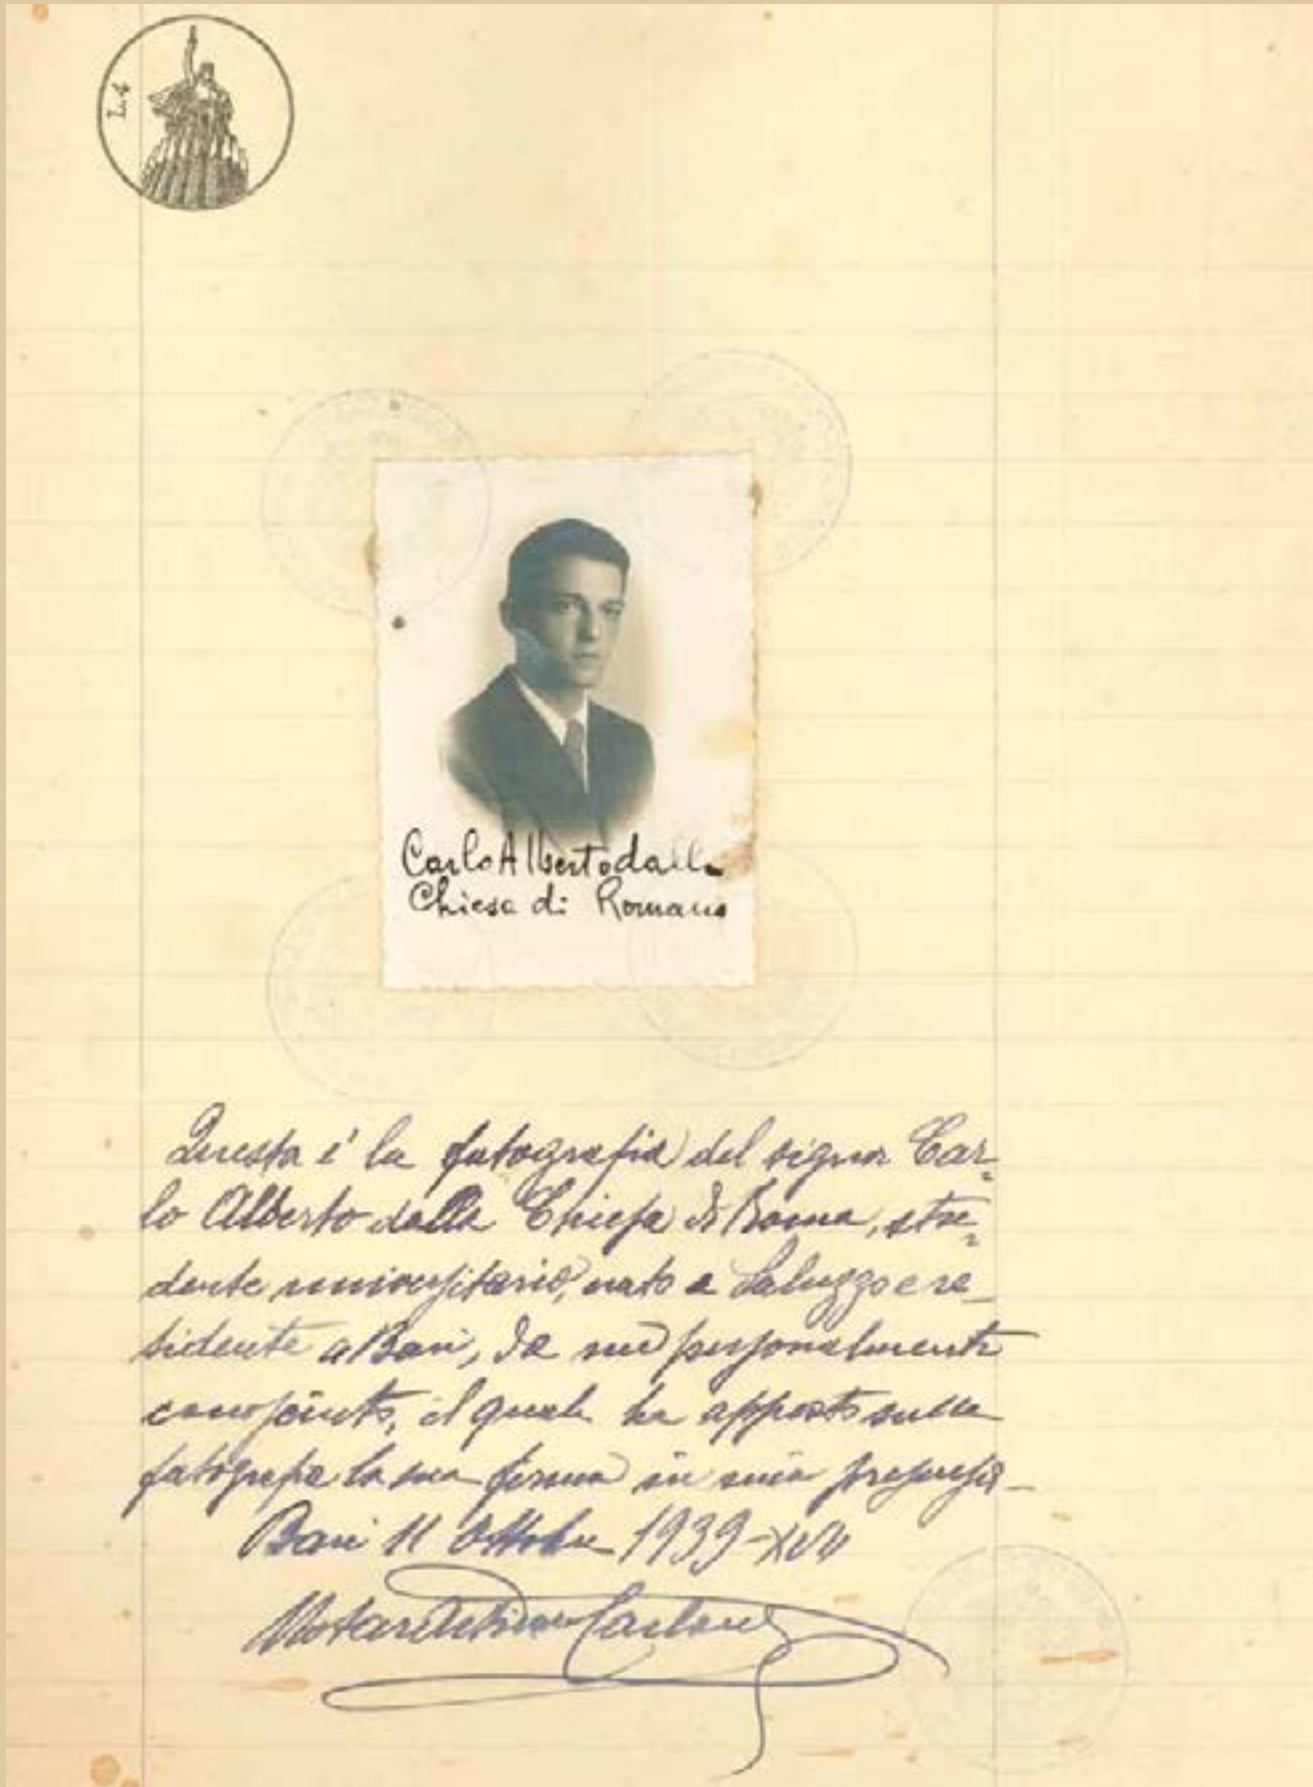 L.4
Carlo Alberto dalla
Chiesa di Romano
Questa è la fotografia del signor Car=
lo Alberto dalla Chiesa di Roma, stu=
dente universitario, nato a Saluzzo e re-
sidente a Bari, da me personalmente
conosciuto, il quale ha apposto sulla
fotografia la sua firma in mia presenza-
Bari 11 Ottobre 1939-XVII
Notar